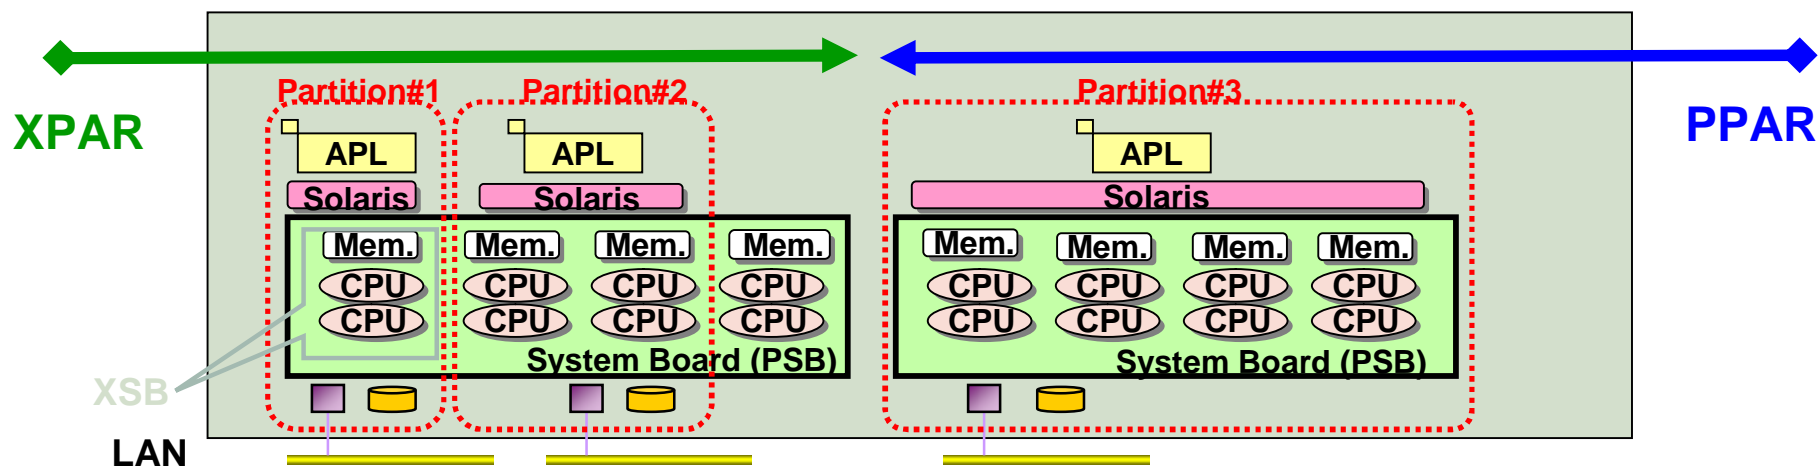 Partition#1 Partition#2 Partition#3
XPAR PPAR
APL APL APL
Solaris Solaris Solaris
Mem. Mem. Mem. Mem. Mem. Mem. Mem. Mem.
CPU CPU CPU CPU CPU CPU CPU CPU
CPU CPU CPU CPU CPU CPU CPU CPU
System Board (PSB) System Board (PSB)
XSB
LAN